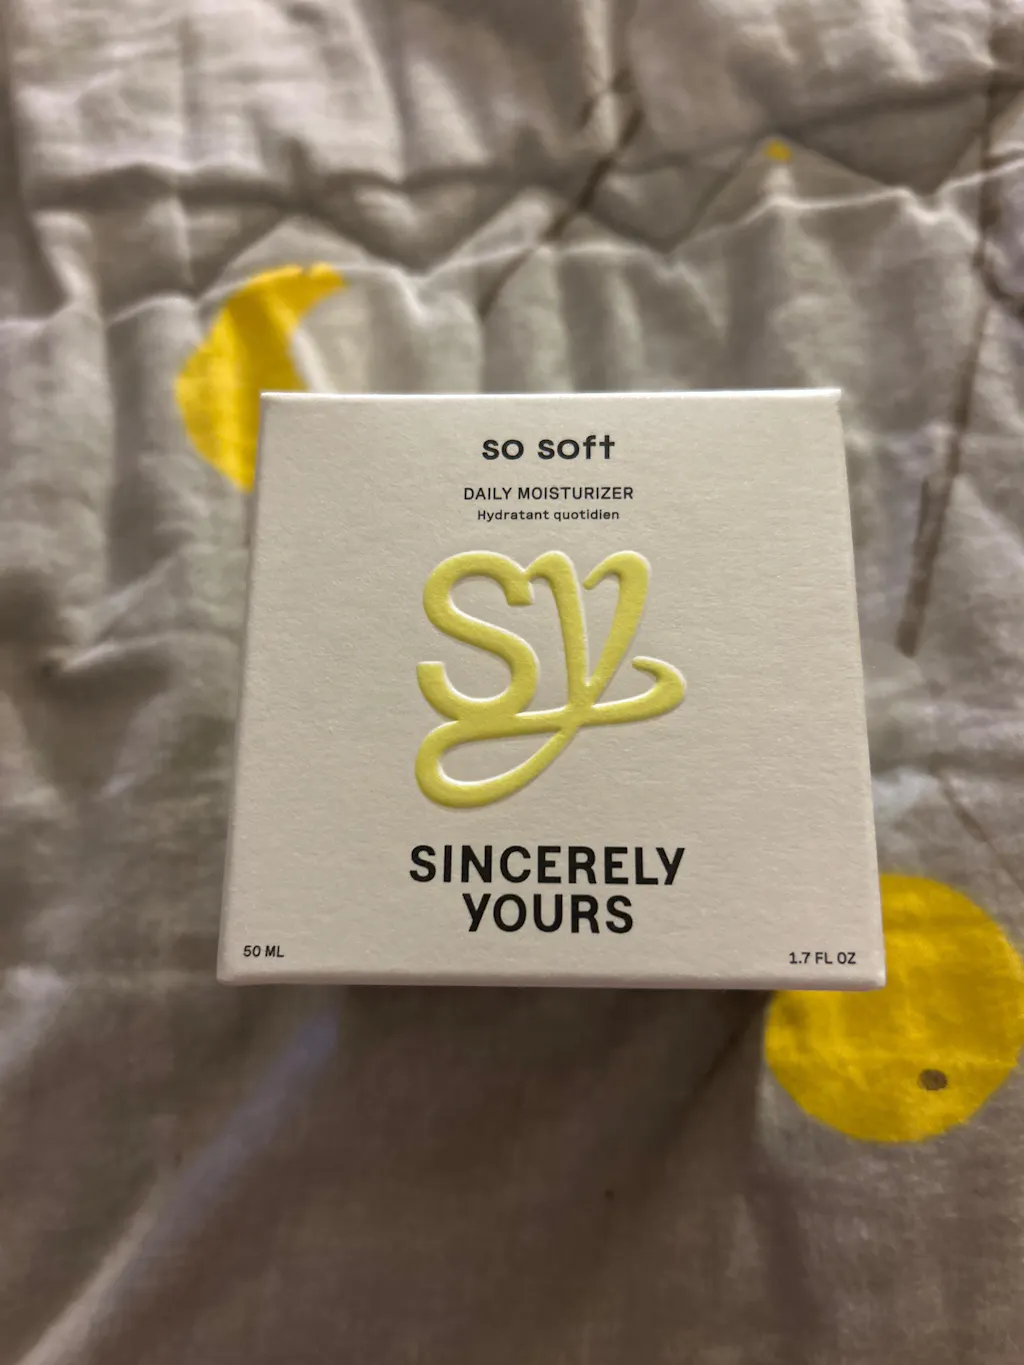 so soft
DAILY MOISTURIZER
Hydratant quotidien
sy
SINCERELY
YOURS
50 ML
1.7 FL OZ